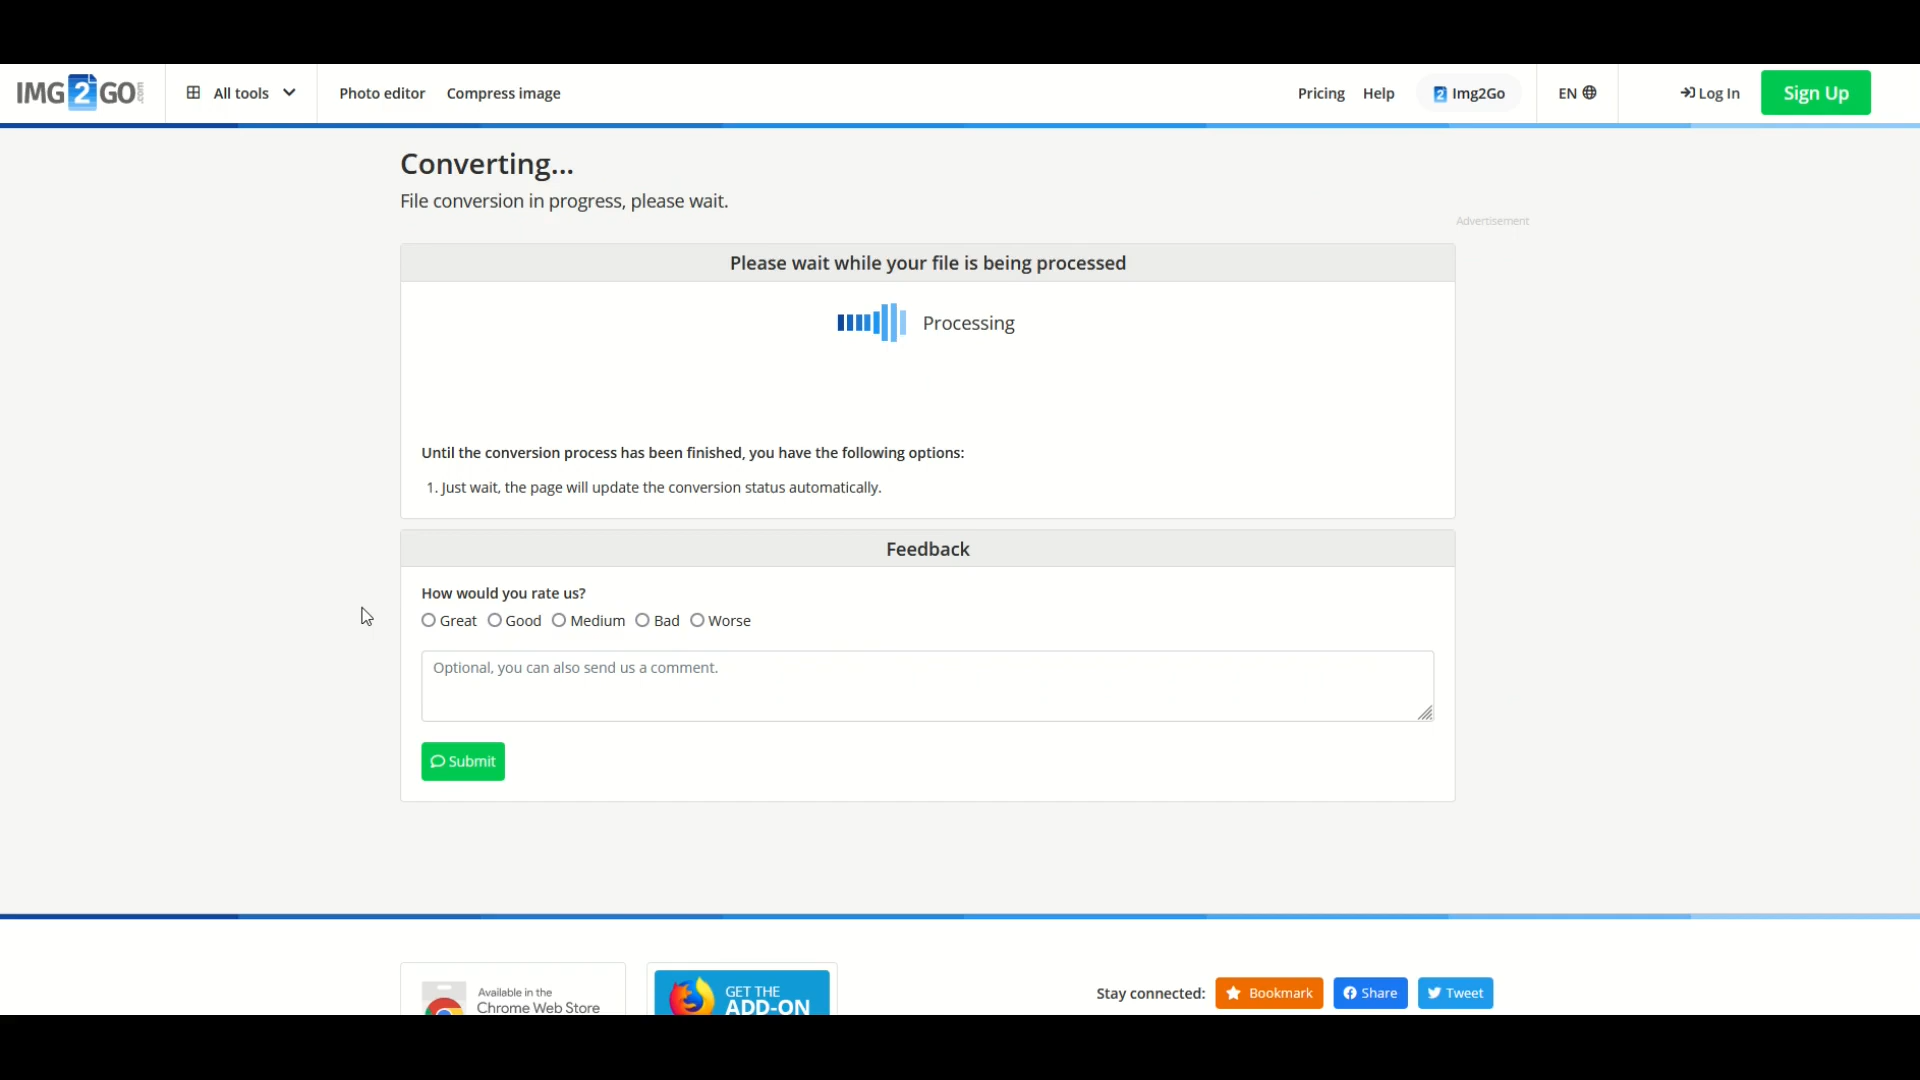 IMG2GO.com
All tools
Photo editor
Compress image
Pricing
Help
2 Img2Go
EN
Log In
Sign Up
Converting...
File conversion in progress, please wait.
Advertisement
Please wait while your file is being processed
Processing
Until the conversion process has been finished, you have the following options:
1. Just wait, the page will update the conversion status automatically.
Feedback
How would you rate us?
Great Good Medium Bad Worse
Optional, you can also send us a comment.
Submit
Available in the
Chrome Web Store
GET THE
ADD-ON
Stay connected:
Bookmark
Share
Tweet